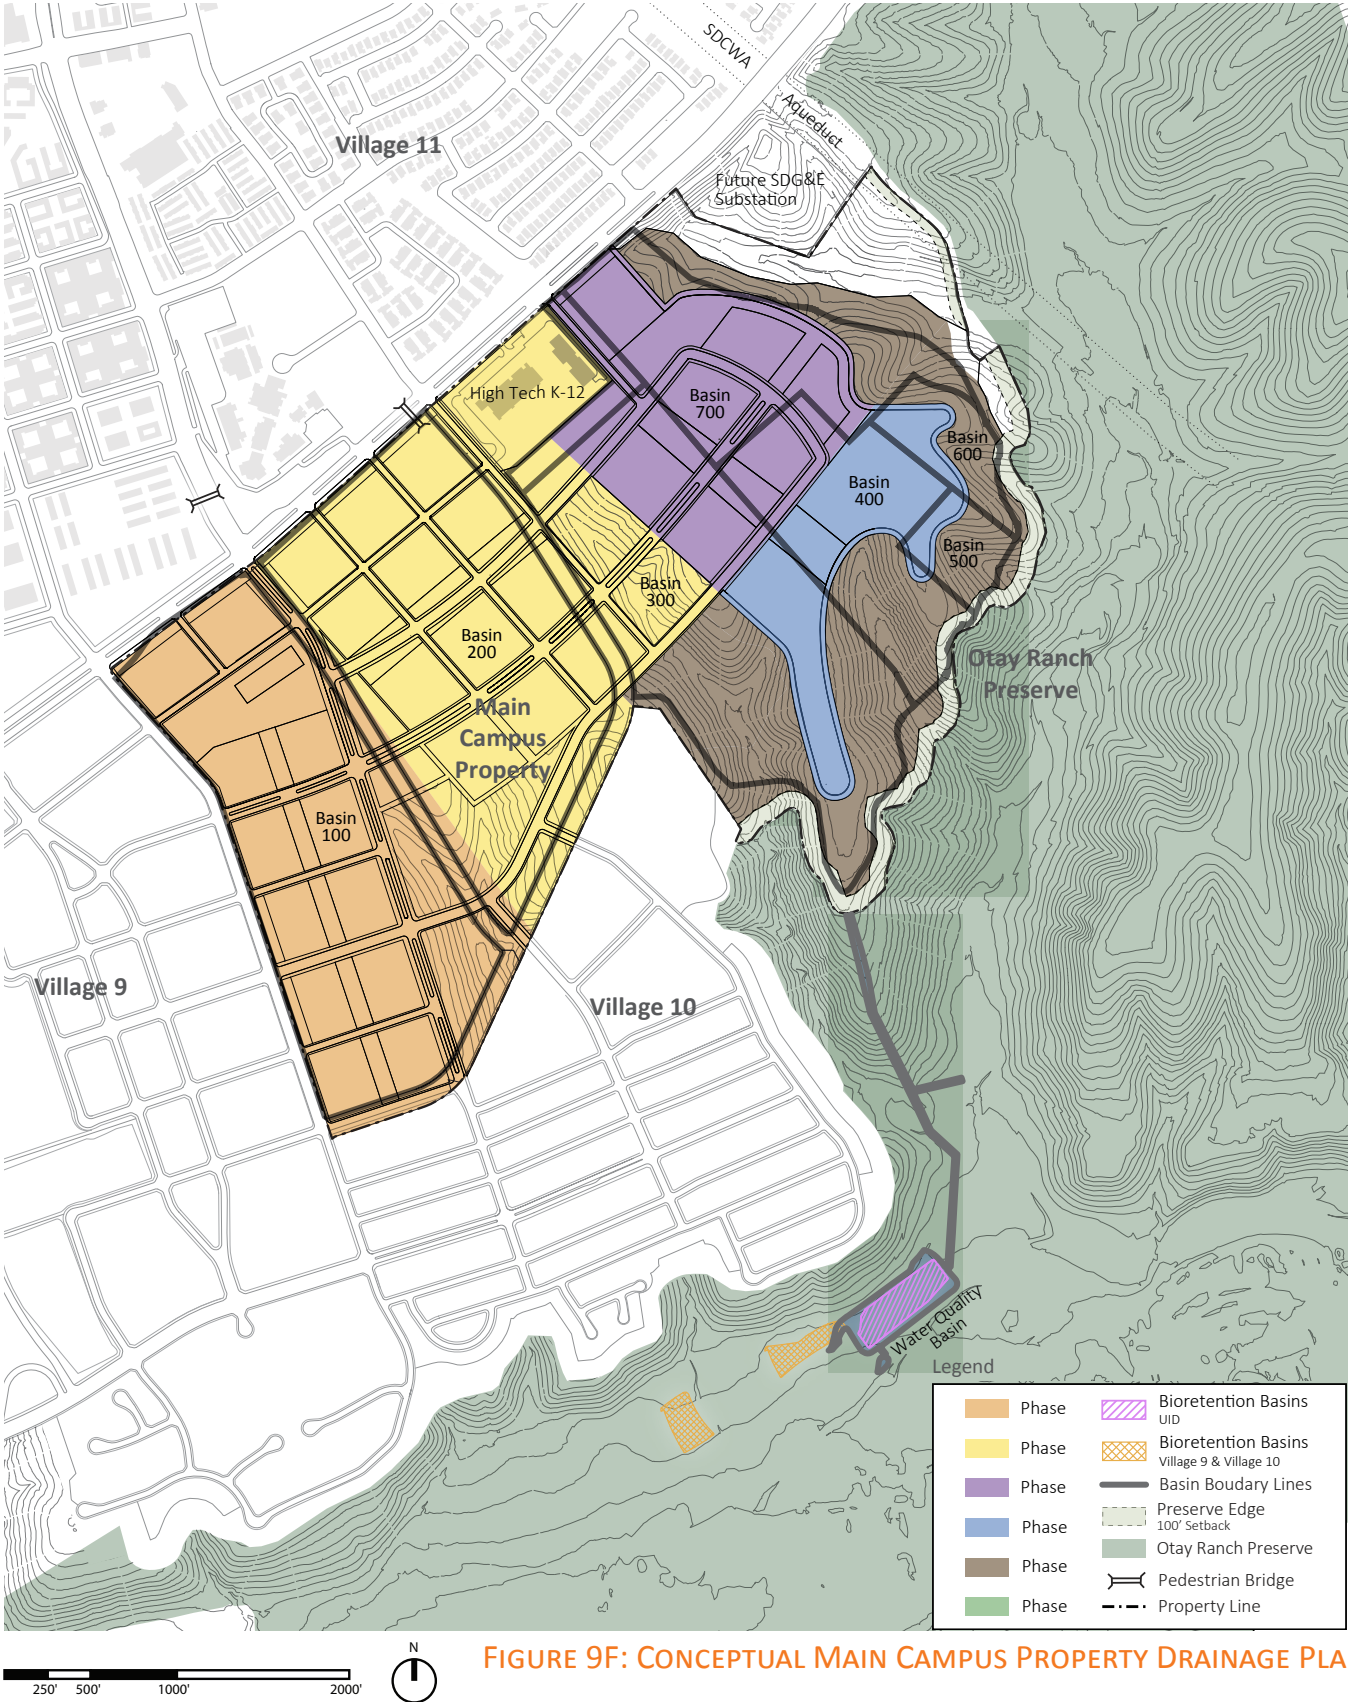 SDCWA
Aqueduct
Village 11
Future SDG&E
Substation
High Tech K-12
Basin
700
Basin
600
Basin
400
Basin
500
Basin
300
Basin
200
Otay Ranch
Preserve
Main
Campus
Property
Basin
100
Village 9
Village 10
Water Quality
Basin
Legend
Phase
Phase
Phase
Phase
Phase
Phase
Bioretention Basins
UID
Bioretention Basins
Village 9 & Village 10
Basin Boudary Lines
Preserve Edge
100' Setback
Otay Ranch Preserve
Pedestrian Bridge
Property Line
250' 500' 1000' 2000'
N
FIGURE 9F: CONCEPTUAL MAIN CAMPUS PROPERTY DRAINAGE PLA